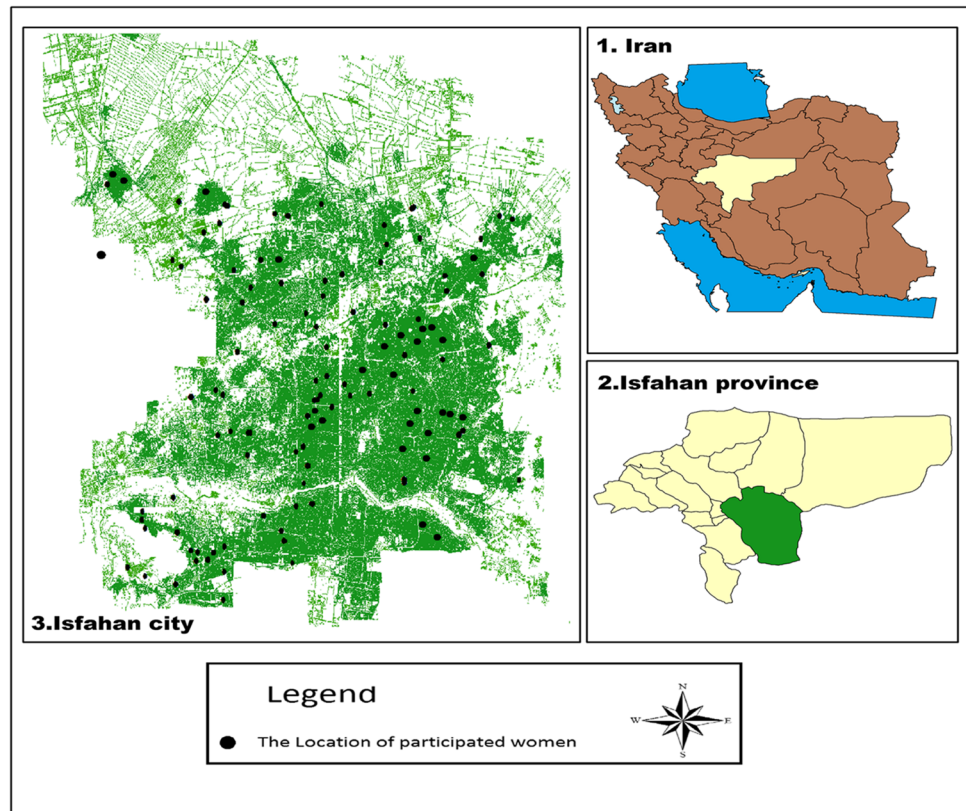 1. Iran
2.Isfahan province
3.Isfahan city
Legend
The Location of participated women
N
W E
S